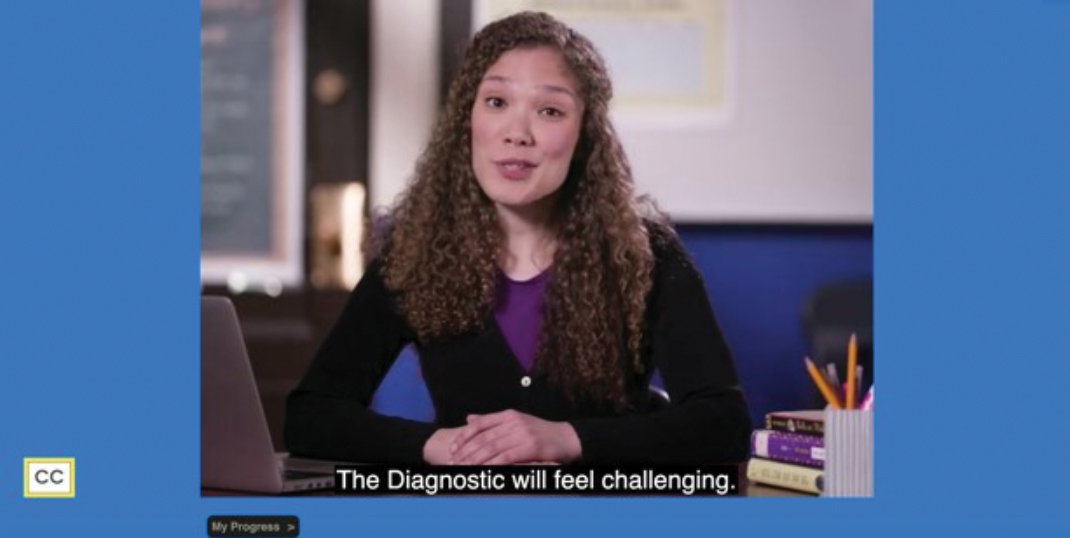 CC
The Diagnostic will feel challenging.
My Progress >